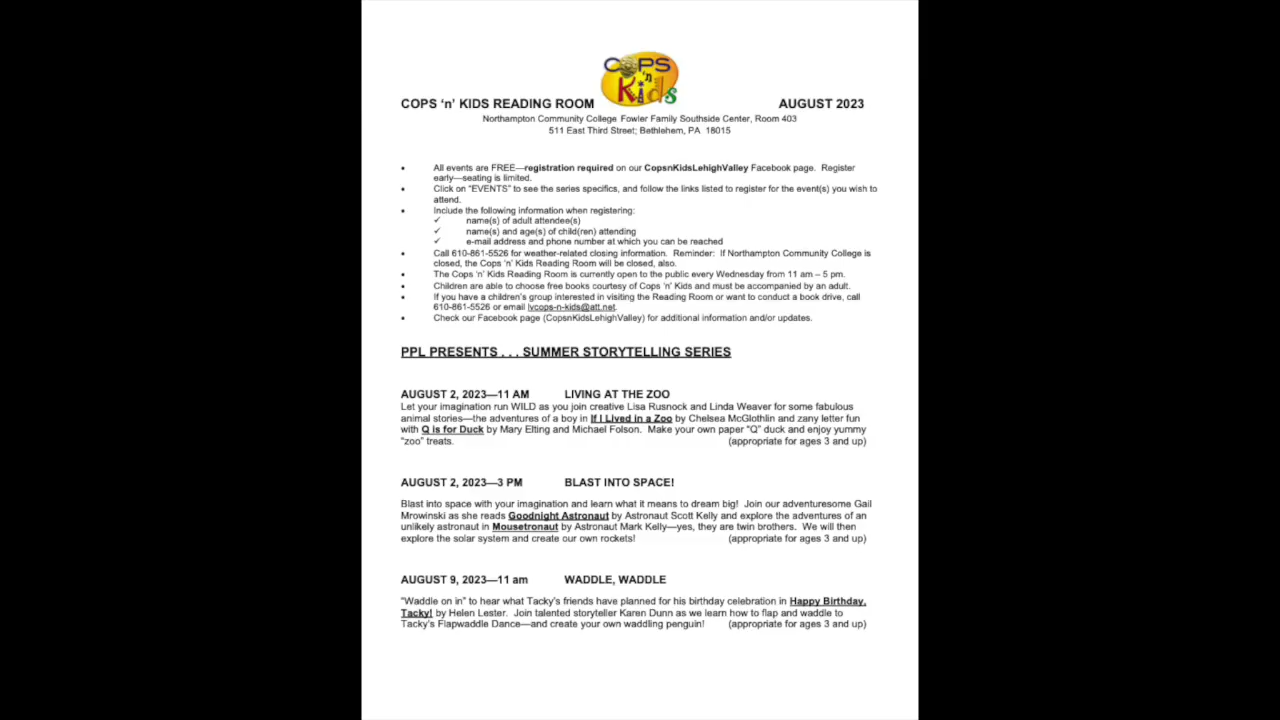 COPS 'n' Kids
COPS 'n' KIDS READING ROOM AUGUST 2023
Northampton Community College Fowler Family Southside Center, Room 403
511 East Third Street; Bethlehem, PA 18015
• All events are FREE—registration required on our CopsnKidsLehighValley Facebook page. Register
early—seating is limited.
• Click on "EVENTS" to see the series specifics, and follow the links listed to register for the event(s) you wish to
attend.
• Include the following information when registering:
✓ name(s) of adult attendee(s)
✓ name(s) and age(s) of child(ren) attending
✓ e-mail address and phone number at which you can be reached
• Call 610-861-5526 for weather-related closing information. Reminder: If Northampton Community College is
closed, the Cops 'n' Kids Reading Room will be closed, also.
• The Cops 'n' Kids Reading Room is currently open to the public every Wednesday from 11 am – 5 pm.
• Children are able to choose free books courtesy of Cops 'n' Kids and must be accompanied by an adult.
• If you have a children's group interested in visiting the Reading Room or want to conduct a book drive, call
610-861-5526 or email lvcops-n-kids@att.net.
• Check our Facebook page (CopsnKidsLehighValley) for additional information and/or updates.
PPL PRESENTS . . . SUMMER STORYTELLING SERIES
AUGUST 2, 2023—11 AM LIVING AT THE ZOO
Let your imagination run WILD as you join creative Lisa Rusnock and Linda Weaver for some fabulous
animal stories—the adventures of a boy in If I Lived in a Zoo by Chelsea McGlothlin and zany letter fun
with Q is for Duck by Mary Elting and Michael Folson. Make your own paper "Q" duck and enjoy yummy
"zoo" treats. (appropriate for ages 3 and up)
AUGUST 2, 2023—3 PM BLAST INTO SPACE!
Blast into space with your imagination and learn what it means to dream big! Join our adventuresome Gail
Mrowinski as she reads Goodnight Astronaut by Astronaut Scott Kelly and explore the adventures of an
unlikely astronaut in Mousetronaut by Astronaut Mark Kelly—yes, they are twin brothers. We will then
explore the solar system and create our own rockets! (appropriate for ages 3 and up)
AUGUST 9, 2023—11 am WADDLE, WADDLE
"Waddle on in" to hear what Tacky's friends have planned for his birthday celebration in Happy Birthday,
Tacky! by Helen Lester. Join talented storyteller Karen Dunn as we learn how to flap and waddle to
Tacky's Flapwaddle Dance—and create your own waddling penguin! (appropriate for ages 3 and up)